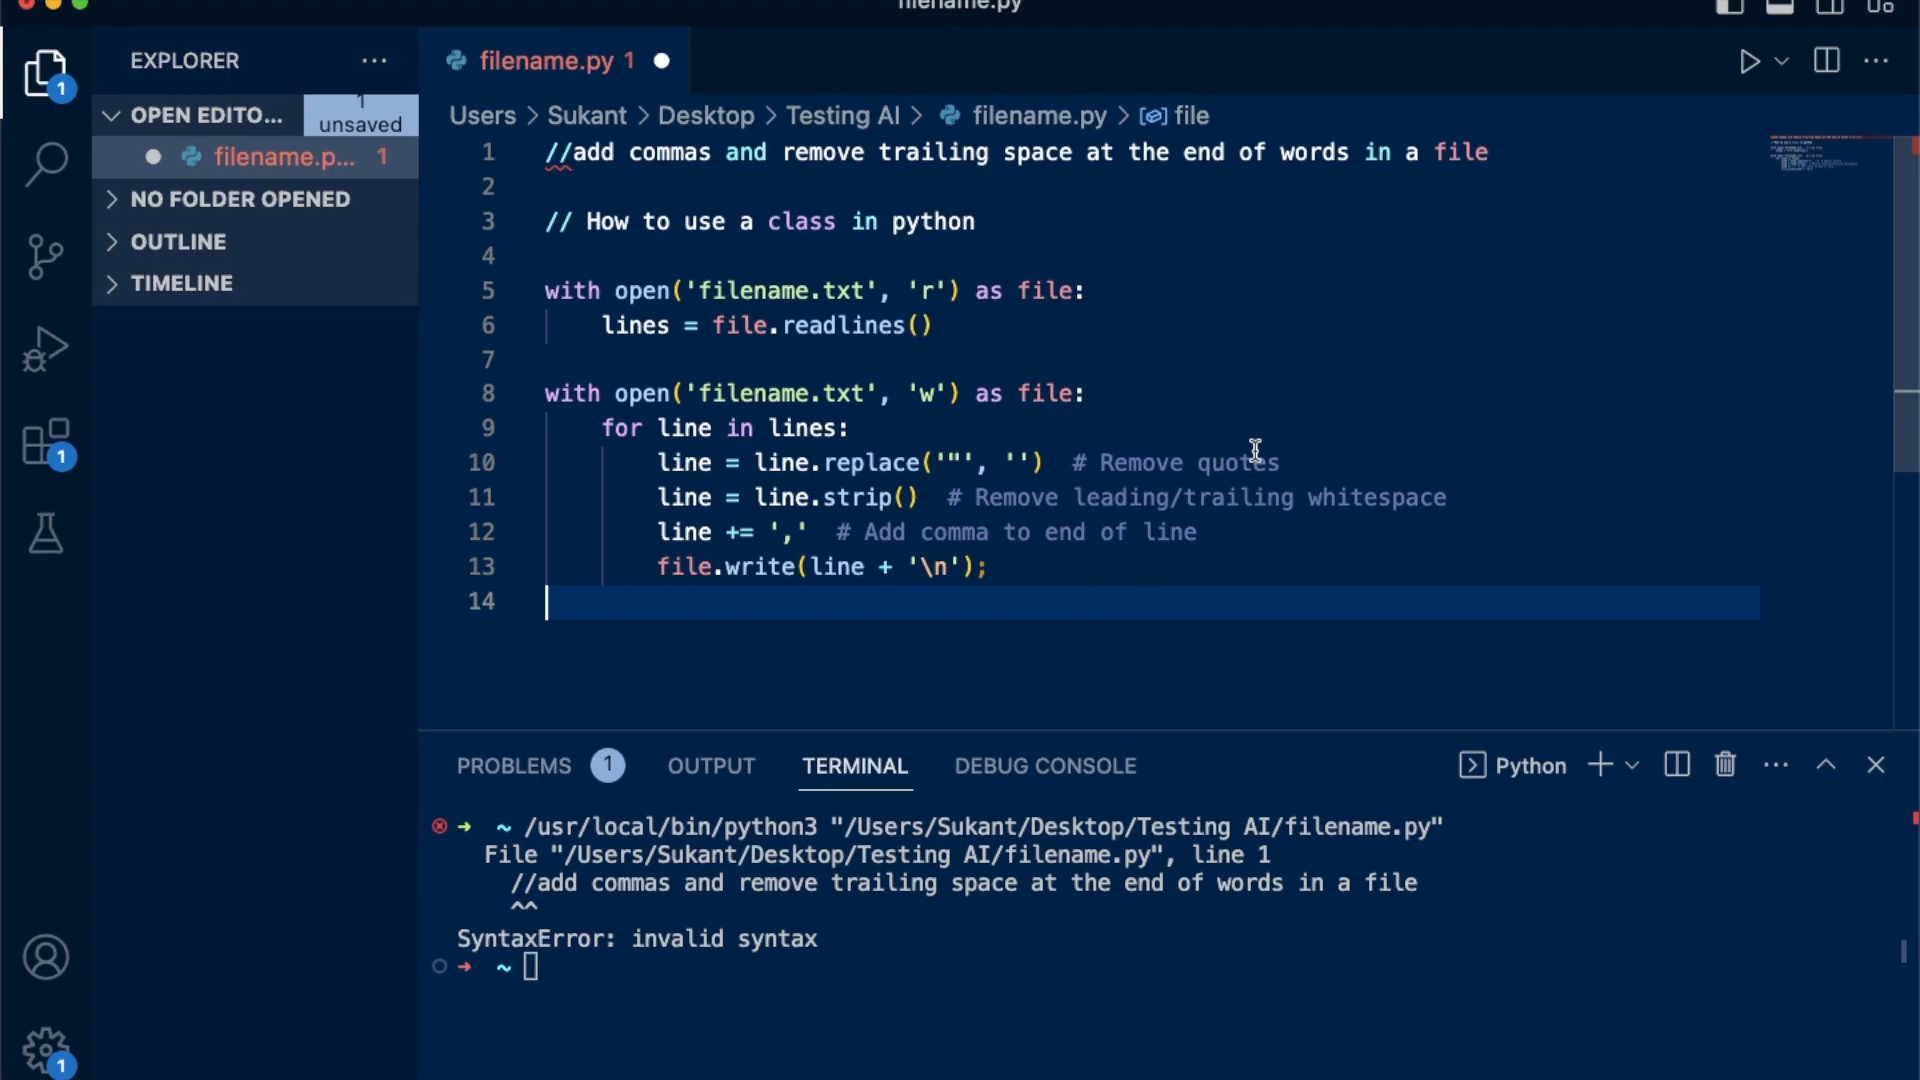 filename.py
EXPLORER ...
OPEN EDITO... 1 unsaved
filename.p... 1
NO FOLDER OPENED
OUTLINE
TIMELINE
1
1
1
filename.py 1
Users > Sukant > Desktop > Testing AI > filename.py > file
1 //add commas and remove trailing space at the end of words in a file
2
3 // How to use a class in python
4
5 with open('filename.txt', 'r') as file:
6 lines = file.readlines()
7
8 with open('filename.txt', 'w') as file:
9 for line in lines:
10 line = line.replace('"', '') # Remove quotes
11 line = line.strip() # Remove leading/trailing whitespace
12 line += ',' # Add comma to end of line
13 file.write(line + '\n');
14
PROBLEMS 1 OUTPUT TERMINAL DEBUG CONSOLE Python
~ /usr/local/bin/python3 "/Users/Sukant/Desktop/Testing AI/filename.py"
File "/Users/Sukant/Desktop/Testing AI/filename.py", line 1
//add commas and remove trailing space at the end of words in a file
^^
SyntaxError: invalid syntax
~